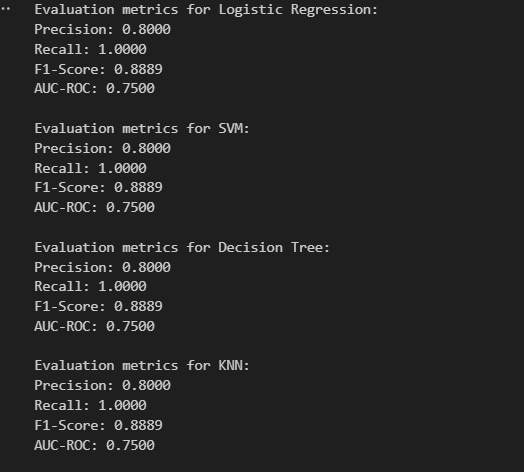 Evaluation metrics for Logistic Regression:
Precision: 0.8000
Recall: 1.0000
F1-Score: 0.8889
AUC-ROC: 0.7500
Evaluation metrics for SVM:
Precision: 0.8000
Recall: 1.0000
F1-Score: 0.8889
AUC-ROC: 0.7500
Evaluation metrics for Decision Tree:
Precision: 0.8000
Recall: 1.0000
F1-Score: 0.8889
AUC-ROC: 0.7500
Evaluation metrics for KNN:
Precision: 0.8000
Recall: 1.0000
F1-Score: 0.8889
AUC-ROC: 0.7500